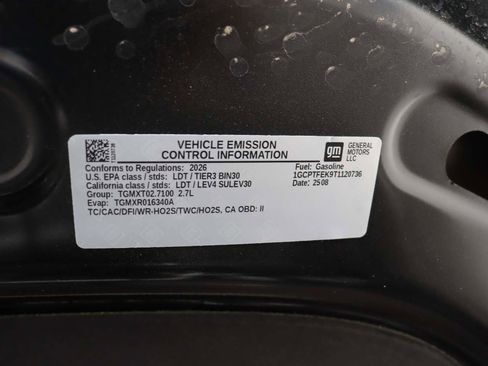 VEHICLE EMISSION
CONTROL INFORMATION
gm
GENERAL
MOTORS
LLC
Conforms to Regulations: 2026
Fuel: Gasoline
U.S. EPA class / stds: LDT / TIER3 BIN30
1GCPTFEK9T1120736
California class / stds: LDT / LEV4 SULEV30
Date: 2508
Group: TGMXT02.7100 2.7L
Evap: TGMXR016340A
TC/CAC/DFI/WR-HO2S/TWC/HO2S, CA OBD: II